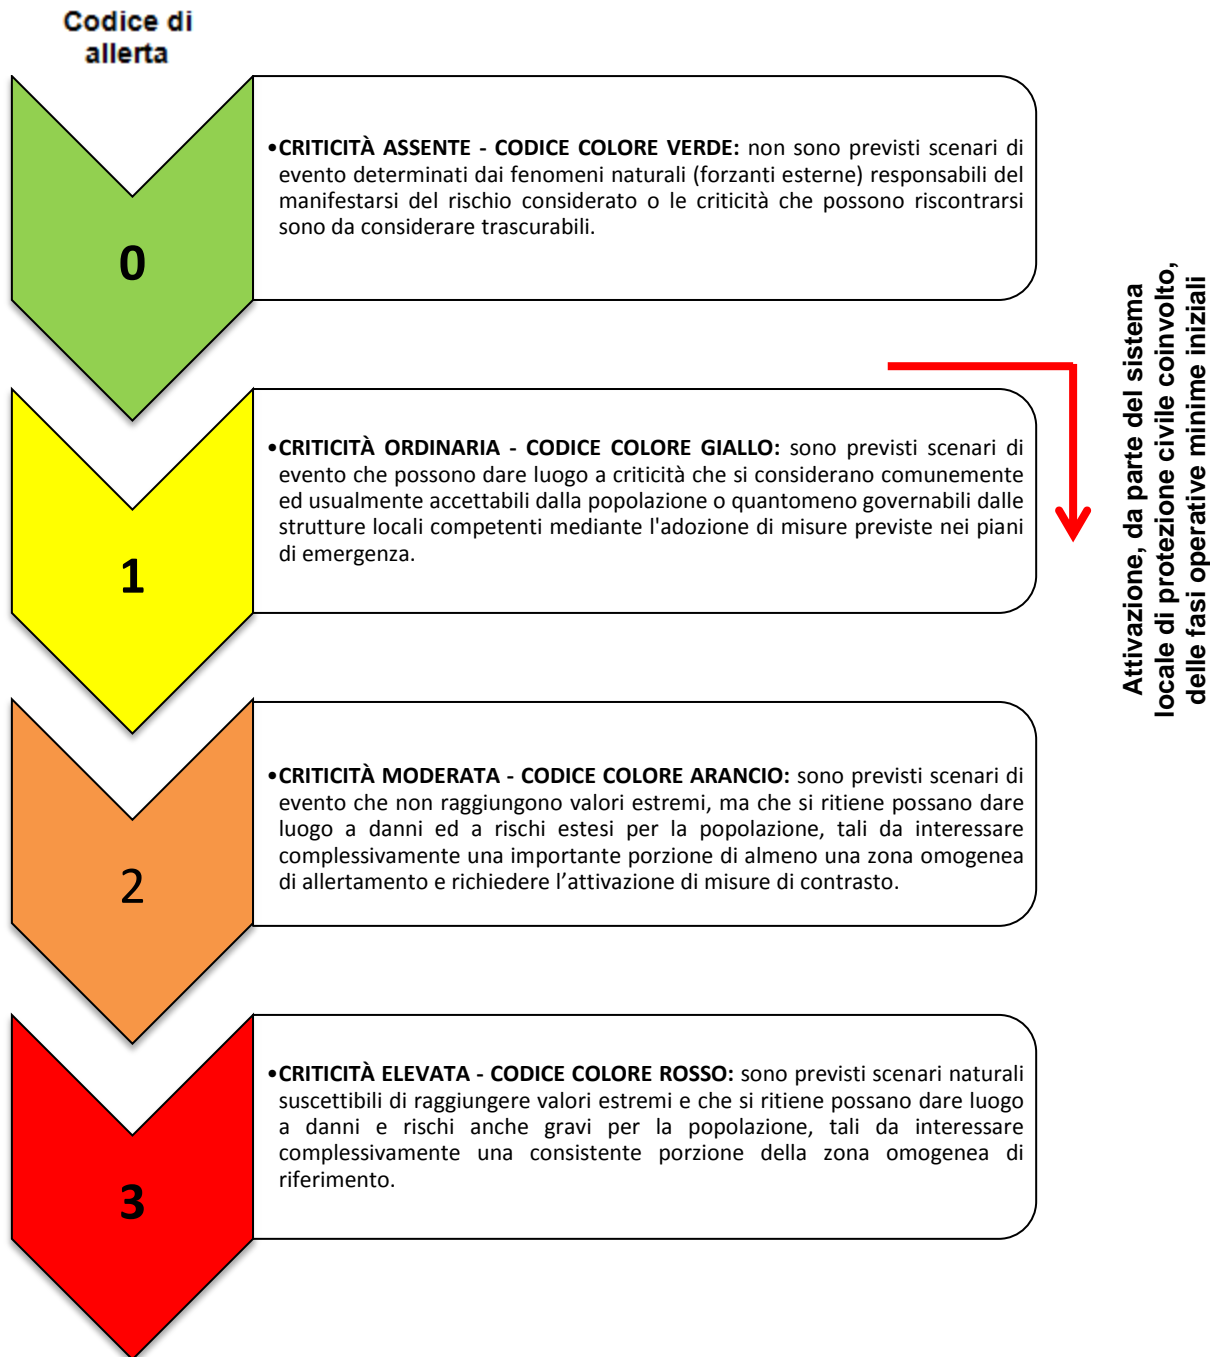 Codice di
allerta
0
•CRITICITÀ ASSENTE - CODICE COLORE VERDE: non sono previsti scenari di
evento determinati dai fenomeni naturali (forzanti esterne) responsabili del
manifestarsi del rischio considerato o le criticità che possono riscontrarsi
sono da considerare trascurabili.
Attivazione, da parte del sistema
locale di protezione civile coinvolto,
delle fasi operative minime iniziali
1
•CRITICITÀ ORDINARIA - CODICE COLORE GIALLO: sono previsti scenari di
evento che possono dare luogo a criticità che si considerano comunemente
ed usualmente accettabili dalla popolazione o quantomeno governabili dalle
strutture locali competenti mediante l'adozione di misure previste nei piani
di emergenza.
2
•CRITICITÀ MODERATA - CODICE COLORE ARANCIO: sono previsti scenari di
evento che non raggiungono valori estremi, ma che si ritiene possano dare
luogo a danni ed a rischi estesi per la popolazione, tali da interessare
complessivamente una importante porzione di almeno una zona omogenea
di allertamento e richiedere l’attivazione di misure di contrasto.
3
•CRITICITÀ ELEVATA - CODICE COLORE ROSSO: sono previsti scenari naturali
suscettibili di raggiungere valori estremi e che si ritiene possano dare luogo
a danni e rischi anche gravi per la popolazione, tali da interessare
complessivamente una consistente porzione della zona omogenea di
riferimento.